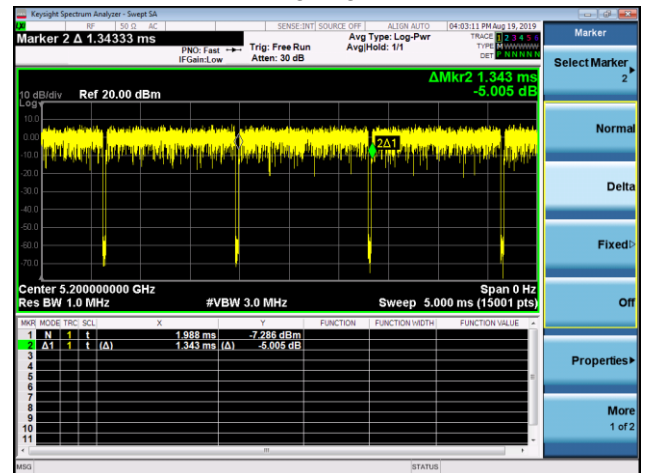 Keysight Spectrum Analyzer - Swept SA
LXI RF 50 Ω AC SENSE:INT SOURCE OFF ALIGN AUTO 04:03:11 PM Aug 19, 2019
Marker 2 Δ 1.34333 ms
PNO: Fast
IFGain:Low
Trig: Free Run
Atten: 30 dB
Avg Type: Log-Pwr
Avg|Hold: 1/1
TRACE 1 2 3 4 5 6
TYPE M WWWWW
DET P N N N N N
ΔMkr2 1.343 ms
-5.005 dB
10 dB/div Ref 20.00 dBm
Log
10.0
0.00
-10.0
-20.0
-30.0
-40.0
-50.0
-60.0
-70.0
2Δ1
Center 5.200000000 GHz Span 0 Hz
Res BW 1.0 MHz #VBW 3.0 MHz Sweep 5.000 ms (15001 pts)
MKR MODE TRC SCL X Y FUNCTION FUNCTION WIDTH FUNCTION VALUE
1 N 1 t 1.988 ms -7.286 dBm
2 Δ1 1 t (Δ) 1.343 ms (Δ) -5.005 dB
3
4
5
6
7
8
9
10
11
MSG STATUS
Marker
Select Marker
2
Normal
Delta
Fixed
Off
Properties
More
1 of 2